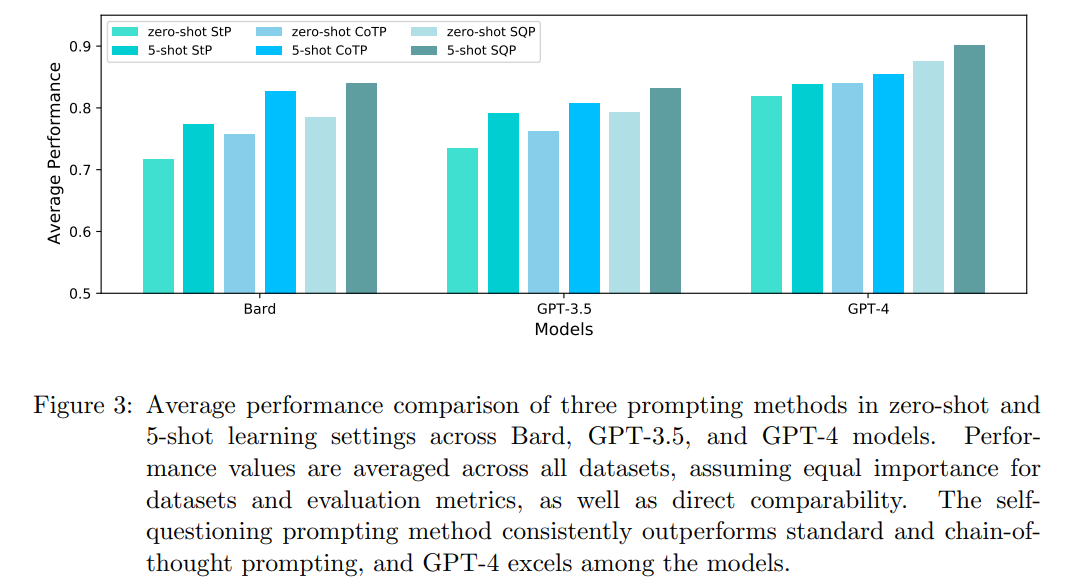 zero-shot StP
zero-shot CoTP
zero-shot SQP
5-shot StP
5-shot CoTP
5-shot SQP
Average Performance
0.9
0.8
0.7
0.6
0.5
Bard
GPT-3.5
GPT-4
Models
Figure 3: Average performance comparison of three prompting methods in zero-shot and
5-shot learning settings across Bard, GPT-3.5, and GPT-4 models. Perfor-
mance values are averaged across all datasets, assuming equal importance for
datasets and evaluation metrics, as well as direct comparability. The self-
questioning prompting method consistently outperforms standard and chain-of-
thought prompting, and GPT-4 excels among the models.